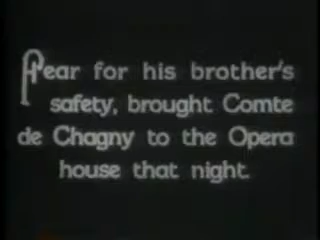 Fear for his brother's
safety, brought Comte
de Chagny to the Opera
house that night.